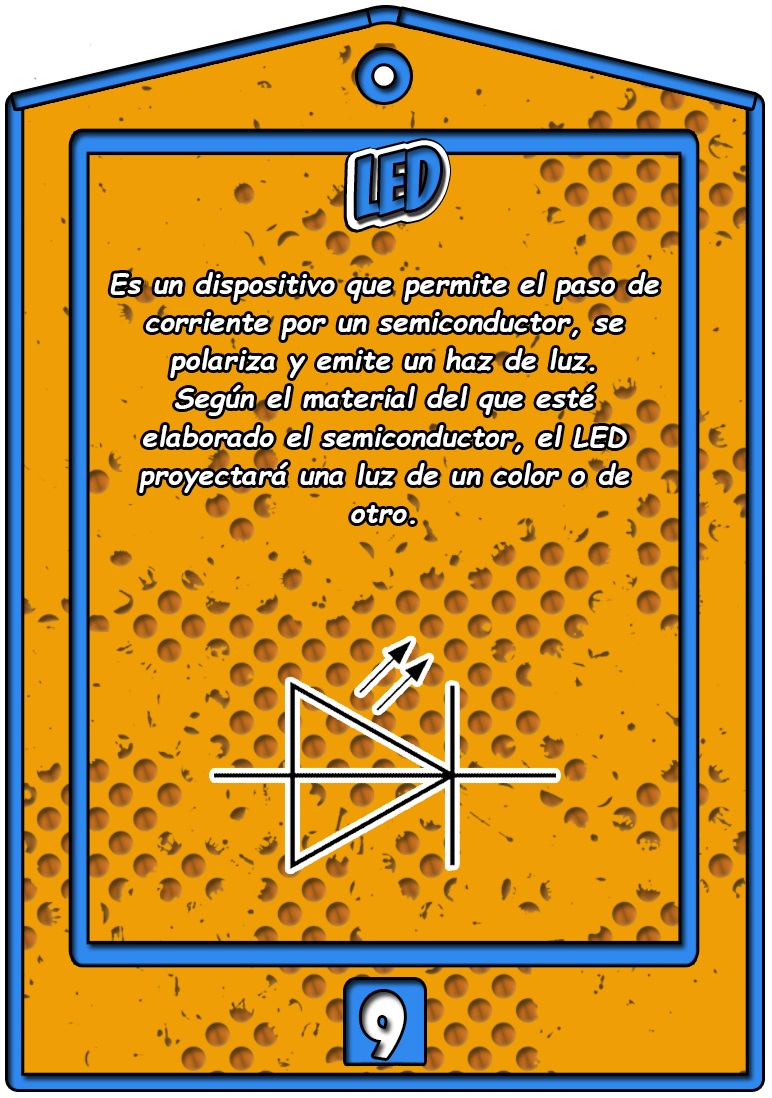 LED
Es un dispositivo que permite el paso de
corriente por un semiconductor, se
polariza y emite un haz de luz.
Según el material del que esté
elaborado el semiconductor, el LED
proyectará una luz de un color o de
otro.
9